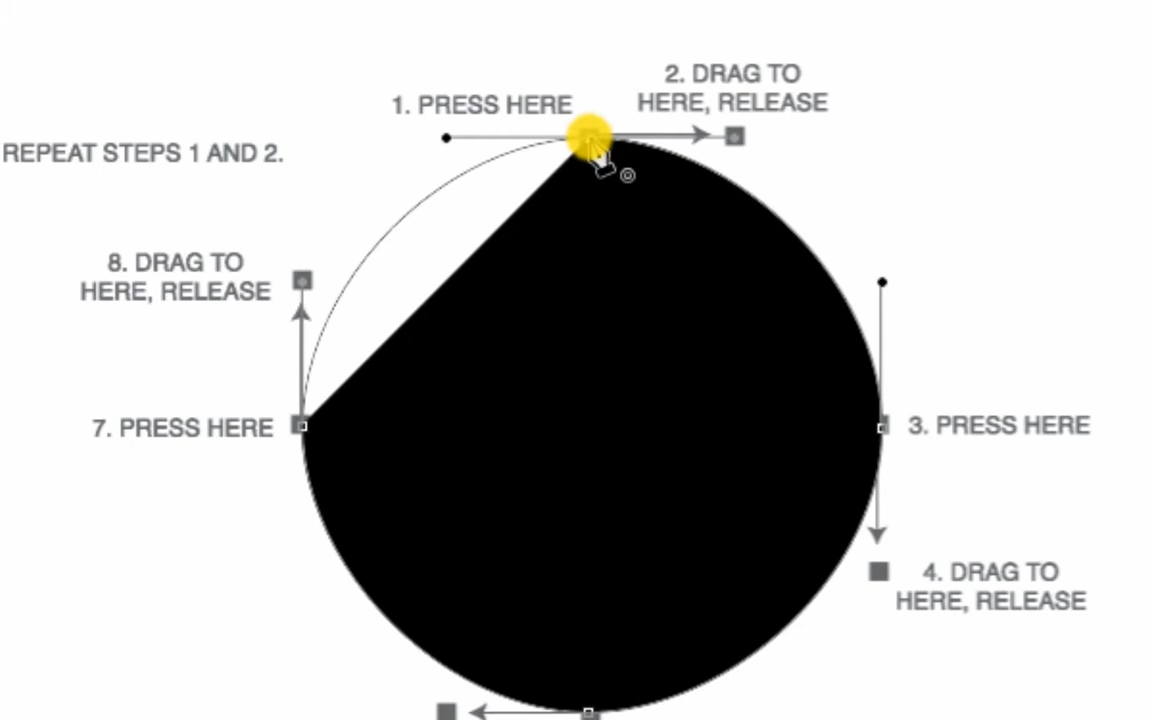 2. DRAG TO
HERE, RELEASE
1. PRESS HERE
REPEAT STEPS 1 AND 2.
8. DRAG TO
HERE, RELEASE
7. PRESS HERE
3. PRESS HERE
4. DRAG TO
HERE, RELEASE